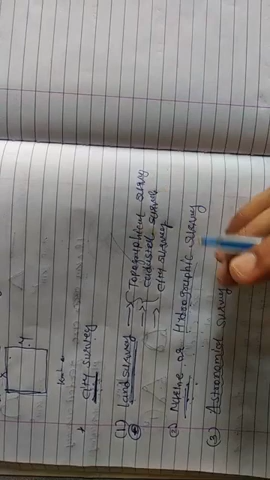 x
y
City survey
(1) Land survey → Topographical survey
→ Cadastral survey
→ City survey
(2) Marine or Hydrographic survey
(3) Astronomical survey